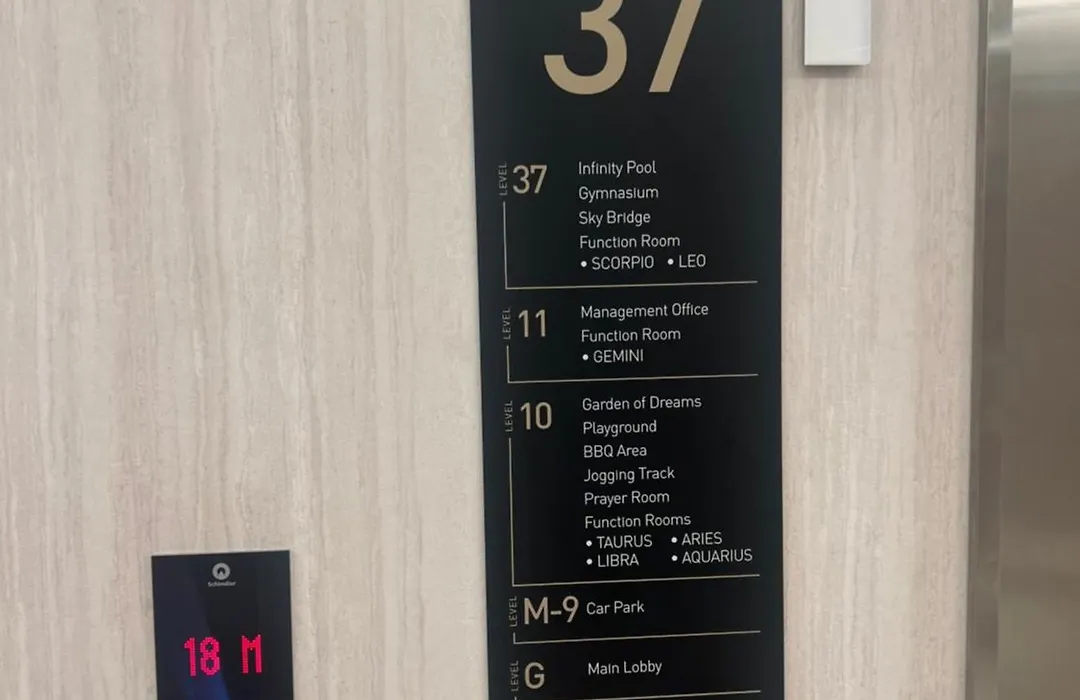 37
LEVEL 37 Infinity Pool
Gymnasium
Sky Bridge
Function Room
• SCORPIO • LEO
LEVEL 11 Management Office
Function Room
• GEMINI
LEVEL 10 Garden of Dreams
Playground
BBQ Area
Jogging Track
Prayer Room
Function Rooms
• TAURUS • ARIES
• LIBRA • AQUARIUS
LEVEL M-9 Car Park
LEVEL G Main Lobby
Schindler
18 M